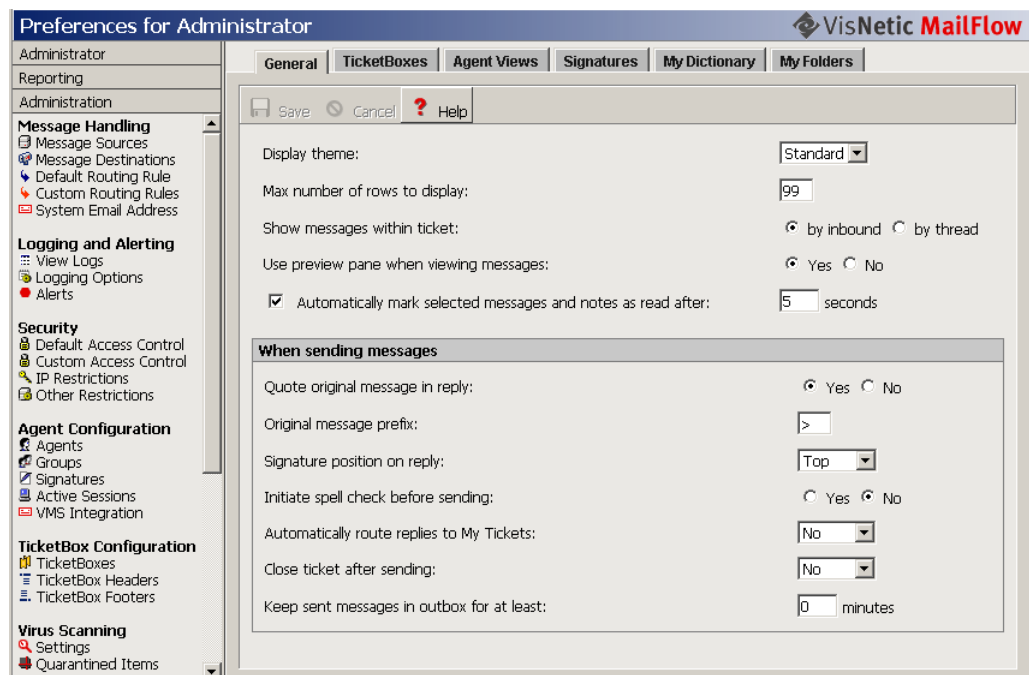 Preferences for Administrator
VisNetic MailFlow
Administrator
Reporting
Administration
Message Handling
Message Sources
Message Destinations
Default Routing Rule
Custom Routing Rules
System Email Address
Logging and Alerting
View Logs
Logging Options
Alerts
Security
Default Access Control
Custom Access Control
IP Restrictions
Other Restrictions
Agent Configuration
Agents
Groups
Signatures
Active Sessions
VMS Integration
TicketBox Configuration
TicketBoxes
TicketBox Headers
TicketBox Footers
Virus Scanning
Settings
Quarantined Items
General TicketBoxes Agent Views Signatures My Dictionary My Folders
Save Cancel ? Help
Display theme: Standard
Max number of rows to display: 99
Show messages within ticket: by inbound by thread
Use preview pane when viewing messages: Yes No
Automatically mark selected messages and notes as read after: 5 seconds
When sending messages
Quote original message in reply: Yes No
Original message prefix: >
Signature position on reply: Top
Initiate spell check before sending: Yes No
Automatically route replies to My Tickets: No
Close ticket after sending: No
Keep sent messages in outbox for at least: 0 minutes